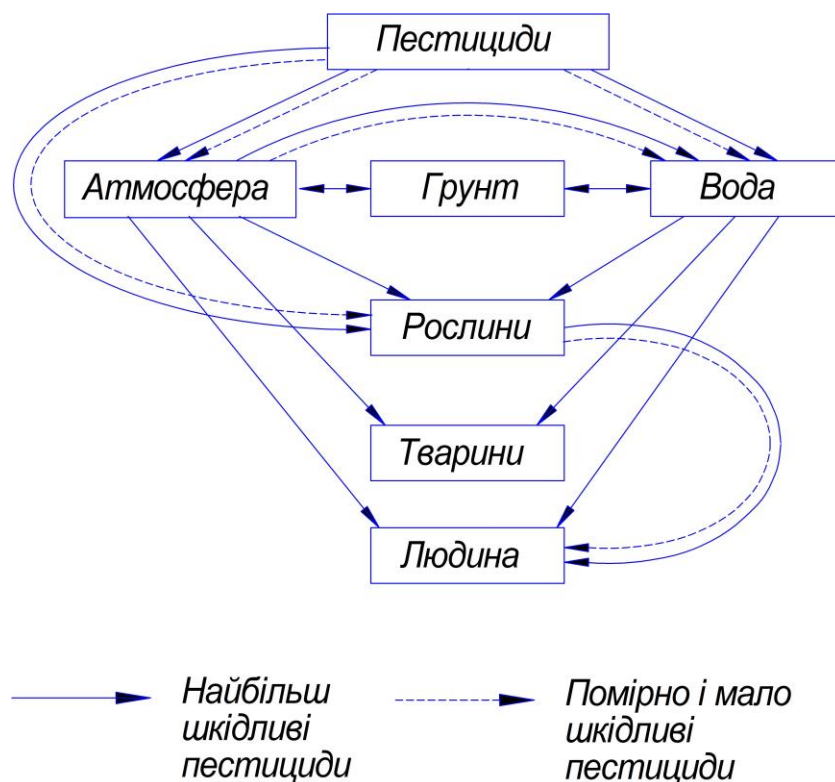 Пестициди
Атмосфера
Грунт
Вода
Рослини
Тварини
Людина
Найбільш
шкідливі
пестициди
Помірно і мало
шкідливі
пестициди